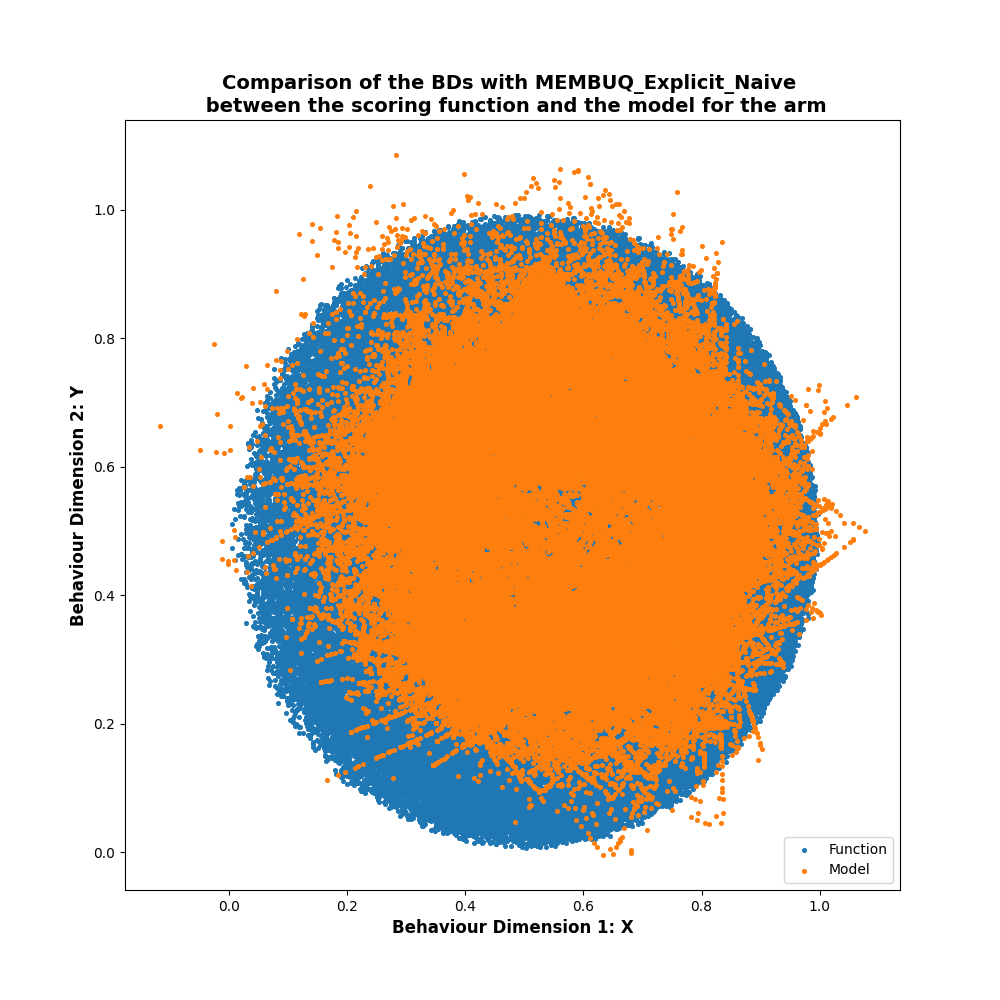 Comparison of the BDs with MEMBUQ_Explicit_Naive
between the scoring function and the model for the arm
1.0
0.8
0.6
0.4
0.2
0.0
Behaviour Dimension 2: Y
0.0 0.2 0.4 0.6 0.8 1.0
Behaviour Dimension 1: X
Function
Model